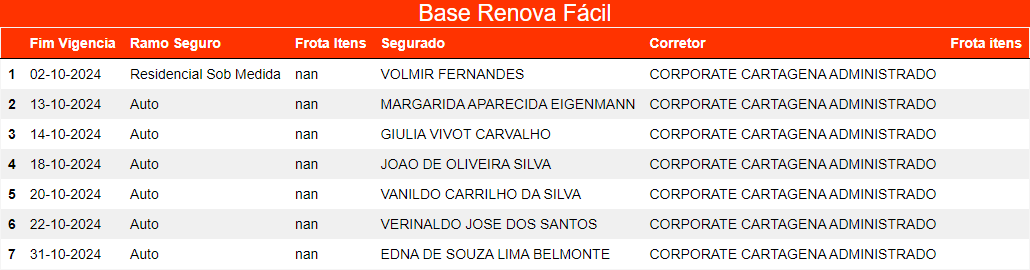 Base Renova Fácil
Fim Vigencia Ramo Seguro Frota Itens Segurado Corretor Frota itens
1 02-10-2024 Residencial Sob Medida nan VOLMIR FERNANDES CORPORATE CARTAGENA ADMINISTRADO
2 13-10-2024 Auto nan MARGARIDA APARECIDA EIGENMANN CORPORATE CARTAGENA ADMINISTRADO
3 14-10-2024 Auto nan GIULIA VIVOT CARVALHO CORPORATE CARTAGENA ADMINISTRADO
4 18-10-2024 Auto nan JOAO DE OLIVEIRA SILVA CORPORATE CARTAGENA ADMINISTRADO
5 20-10-2024 Auto nan VANILDO CARRILHO DA SILVA CORPORATE CARTAGENA ADMINISTRADO
6 22-10-2024 Auto nan VERINALDO JOSE DOS SANTOS CORPORATE CARTAGENA ADMINISTRADO
7 31-10-2024 Auto nan EDNA DE SOUZA LIMA BELMONTE CORPORATE CARTAGENA ADMINISTRADO